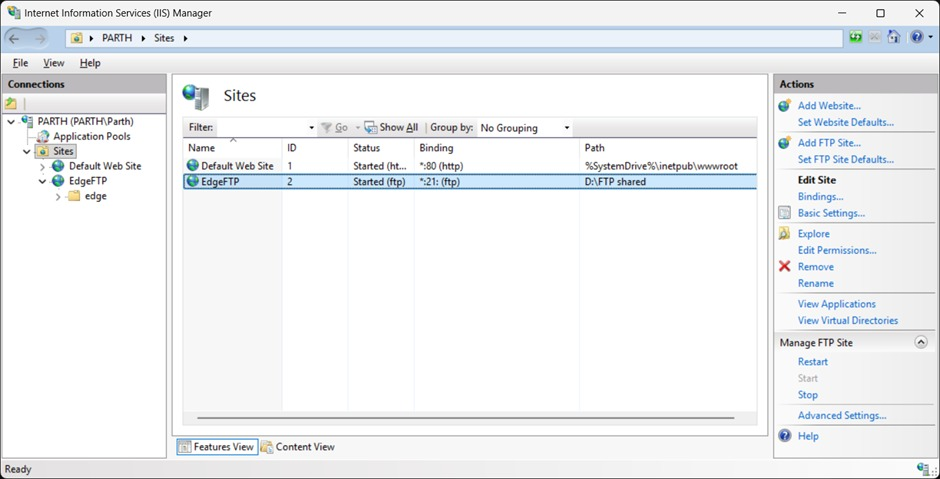 Internet Information Services (IIS) Manager
PARTH Sites
File View Help
Connections
PARTH (PARTH\Parth)
Application Pools
Sites
Default Web Site
EdgeFTP
edge
Sites
Filter: Go Show All Group by: No Grouping
Name ID Status Binding Path
Default Web Site 1 Started (ht... *:80 (http) %SystemDrive%\inetpub\wwwroot
EdgeFTP 2 Started (ftp) *:21: (ftp) D:\FTP shared
Features View Content View
Actions
Add Website...
Set Website Defaults...
Add FTP Site...
Set FTP Site Defaults...
Edit Site
Bindings...
Basic Settings...
Explore
Edit Permissions...
Remove
Rename
View Applications
View Virtual Directories
Manage FTP Site
Restart
Start
Stop
Advanced Settings...
Help
Ready